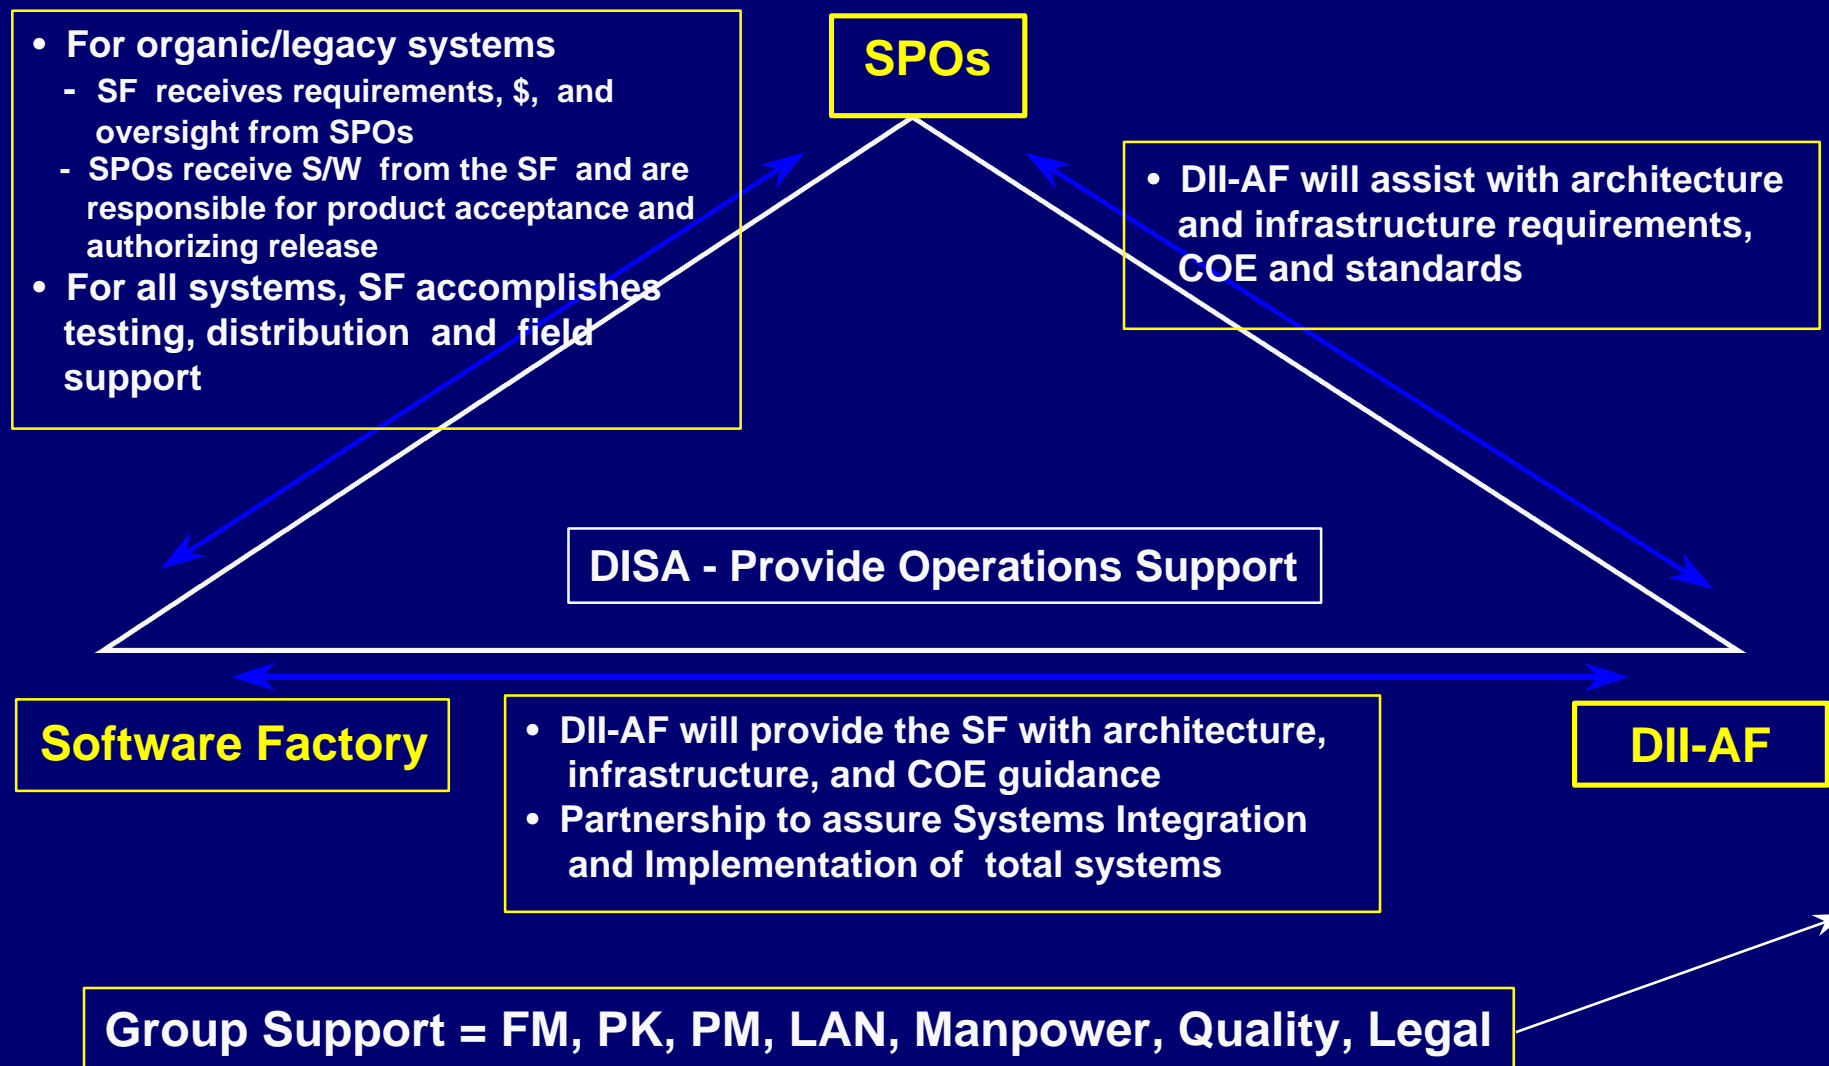 • For organic/legacy systems
- SF receives requirements, $, and
oversight from SPOs
- SPOs receive S/W from the SF and are
responsible for product acceptance and
authorizing release
• For all systems, SF accomplishes
testing, distribution and field
support
SPOs
• DII-AF will assist with architecture
and infrastructure requirements,
COE and standards
DISA - Provide Operations Support
Software Factory
• DII-AF will provide the SF with architecture,
infrastructure, and COE guidance
• Partnership to assure Systems Integration
and Implementation of total systems
DII-AF
Group Support = FM, PK, PM, LAN, Manpower, Quality, Legal